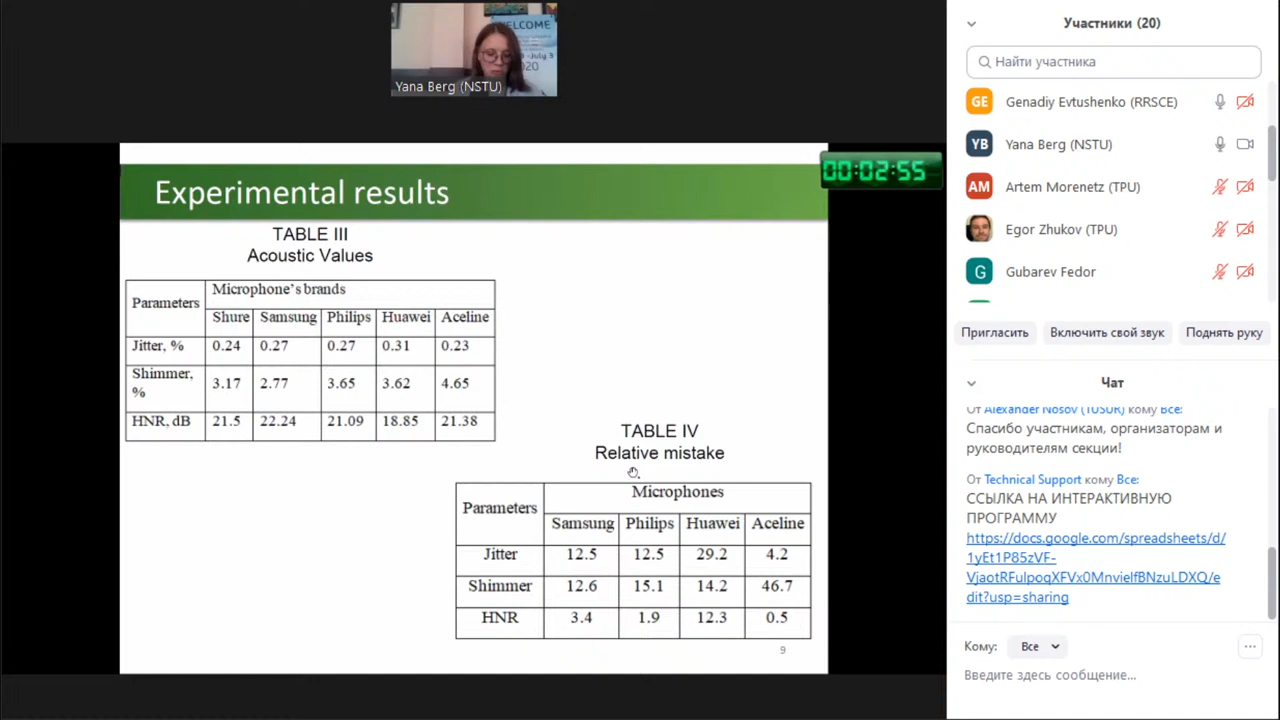 WELCOME
July 3
2020
Yana Berg (NSTU)
00:02:55
Experimental results
TABLE III
Acoustic Values
Parameters
Microphone's brands
Shure Samsung Philips Huawei Aceline
Jitter, % 0.24 0.27 0.27 0.31 0.23
Shimmer, % 3.17 2.77 3.65 3.62 4.65
HNR, dB 21.5 22.24 21.09 18.85 21.38
TABLE IV
Relative mistake
Parameters
Microphones
Samsung Philips Huawei Aceline
Jitter 12.5 12.5 29.2 4.2
Shimmer 12.6 15.1 14.2 46.7
HNR 3.4 1.9 12.3 0.5
9
Участники (20)
Найти участника
GE Genadiy Evtushenko (RRSCE)
YB Yana Berg (NSTU)
AM Artem Morenetz (TPU)
Egor Zhukov (TPU)
G Gubarev Fedor
Пригласить Включить свой звук Поднять руку
Чат
От Alexander Nosov (TUSUR) кому Все:
Спасибо участникам, организаторам и
руководителям секции!
От Technical Support кому Все:
ССЫЛКА НА ИНТЕРАКТИВНУЮ
ПРОГРАММУ
https://docs.google.com/spreadsheets/d/
1yEt1P85zVF-
VjaotRFulpoqXFVx0MnvielfBNzuLDXQ/e
dit?usp=sharing
Кому: Все
Введите здесь сообщение...